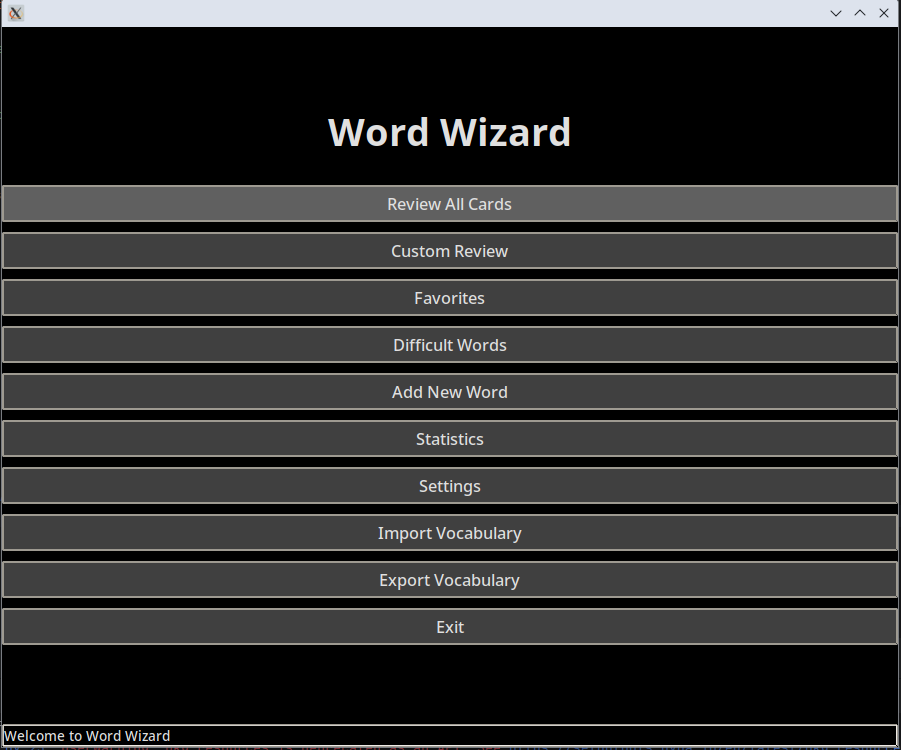 Word Wizard
Review All Cards
Custom Review
Favorites
Difficult Words
Add New Word
Statistics
Settings
Import Vocabulary
Export Vocabulary
Exit
Welcome to Word Wizard